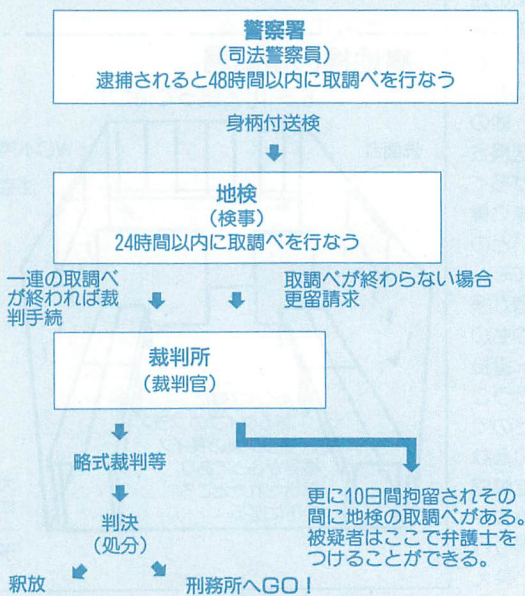 警察署
(司法警察員)
逮捕されると48時間以内に取調べを行なう
身柄付送検
地検
(検事)
24時間以内に取調べを行なう
一連の取調べ
が終われば裁
判手続
取調べが終わらない場合
更留請求
裁判所
(裁判官)
略式裁判等
判決
(処分)
釈放
刑務所へGO!
更に10日間拘留されその
間に地検の取調べがある。
被疑者はここで弁護士を
つけることができる。